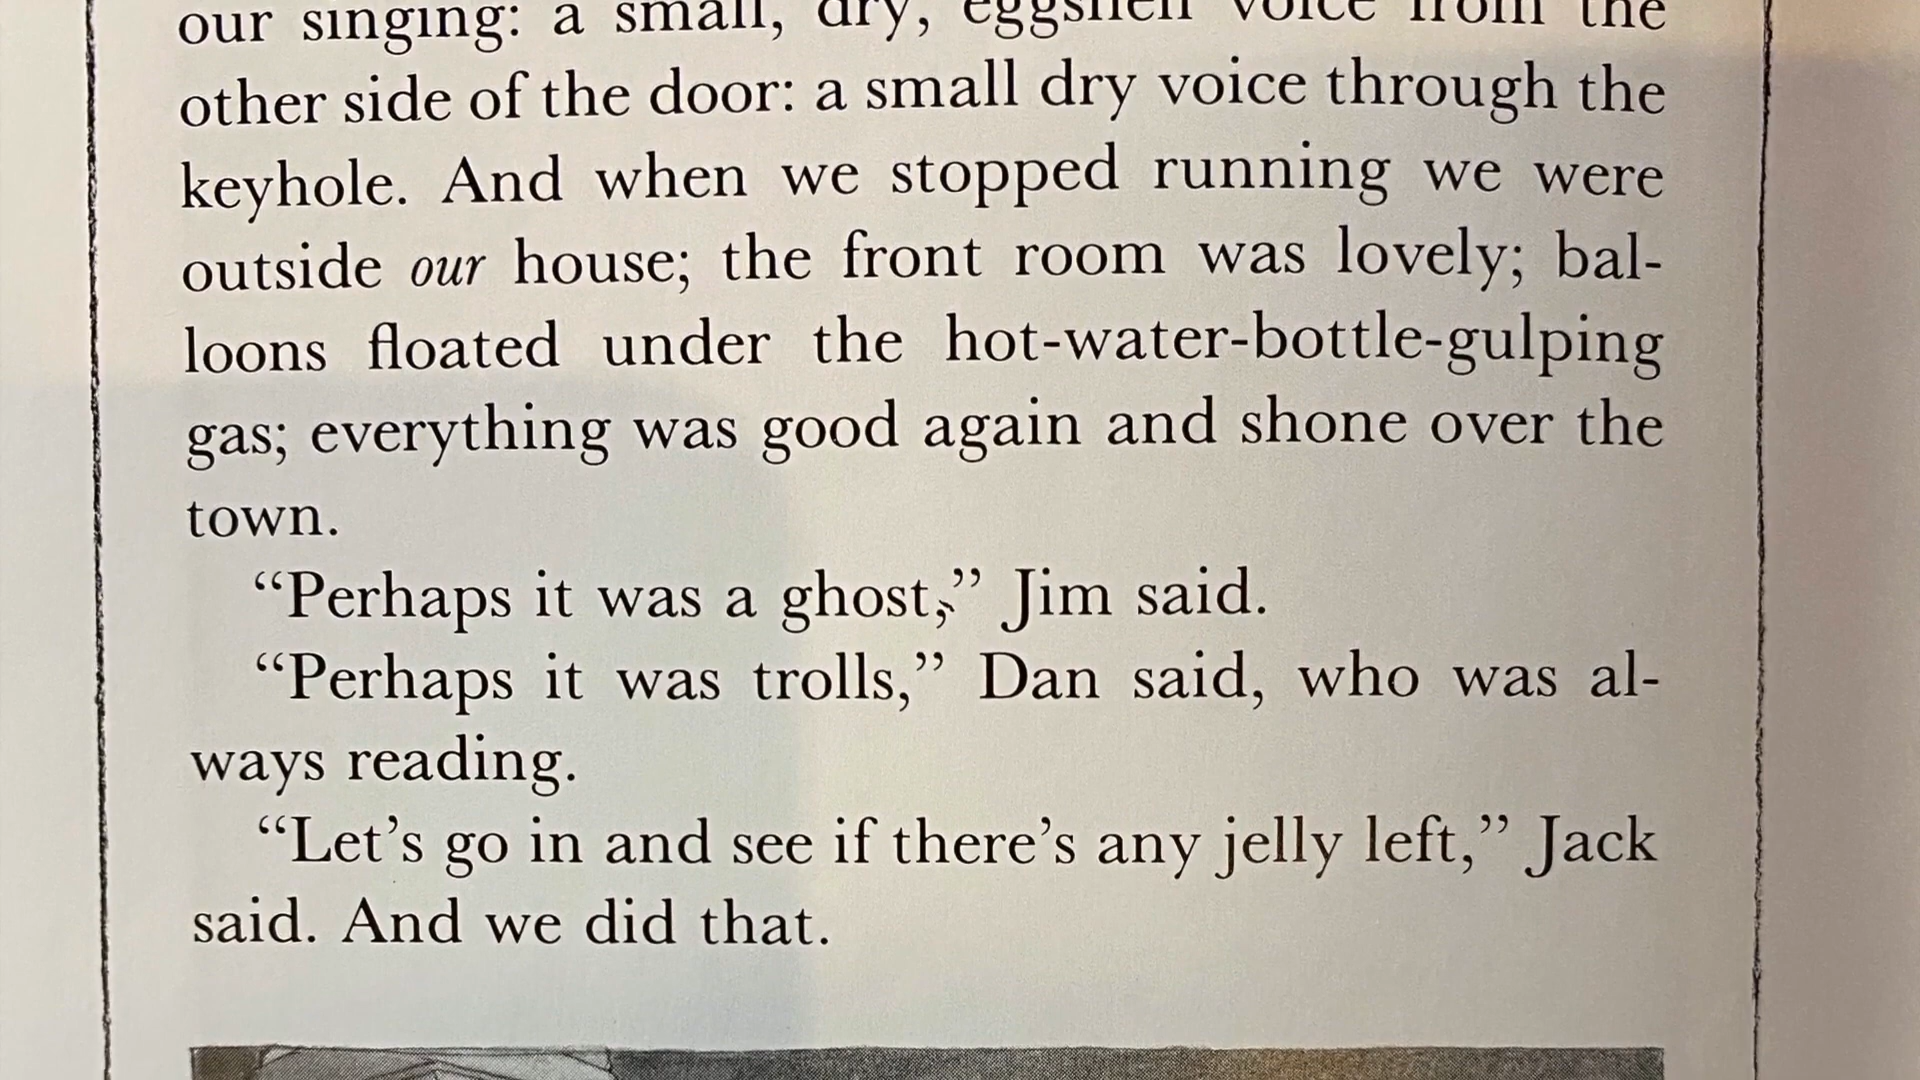 our singing: a small, dry, eggshell voice from the
other side of the door: a small dry voice through the
keyhole. And when we stopped running we were
outside our house; the front room was lovely; bal-
loons floated under the hot-water-bottle-gulping
gas; everything was good again and shone over the
town.
“Perhaps it was a ghost,” Jim said.
“Perhaps it was trolls,” Dan said, who was al-
ways reading.
“Let’s go in and see if there’s any jelly left,” Jack
said. And we did that.